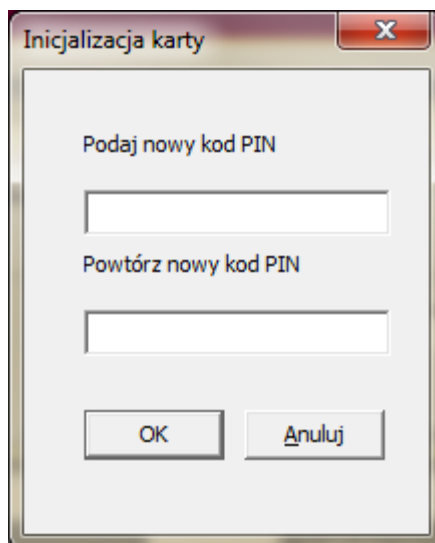 Inicjalizacja karty
Podaj nowy kod PIN
Powtórz nowy kod PIN
OK Anuluj